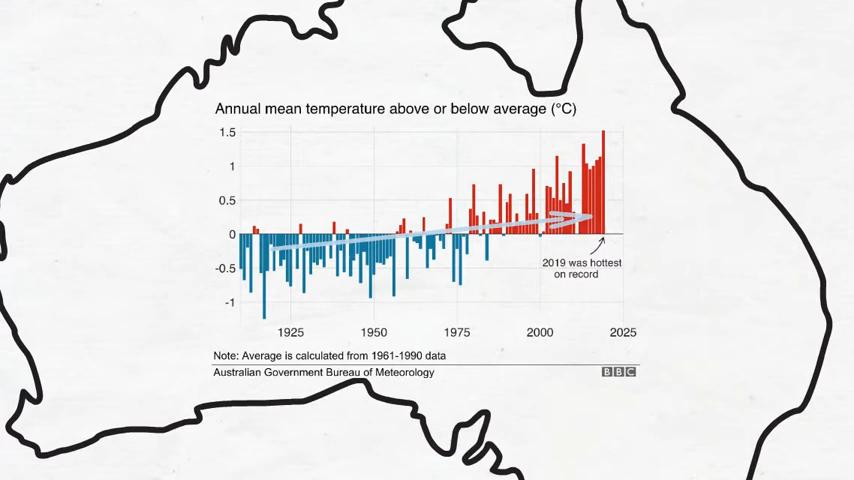 Annual mean temperature above or below average (°C)
1.5
1
0.5
0
-0.5
-1
2019 was hottest
on record
1925 1950 1975 2000 2025
Note: Average is calculated from 1961-1990 data
Australian Government Bureau of Meteorology BBC